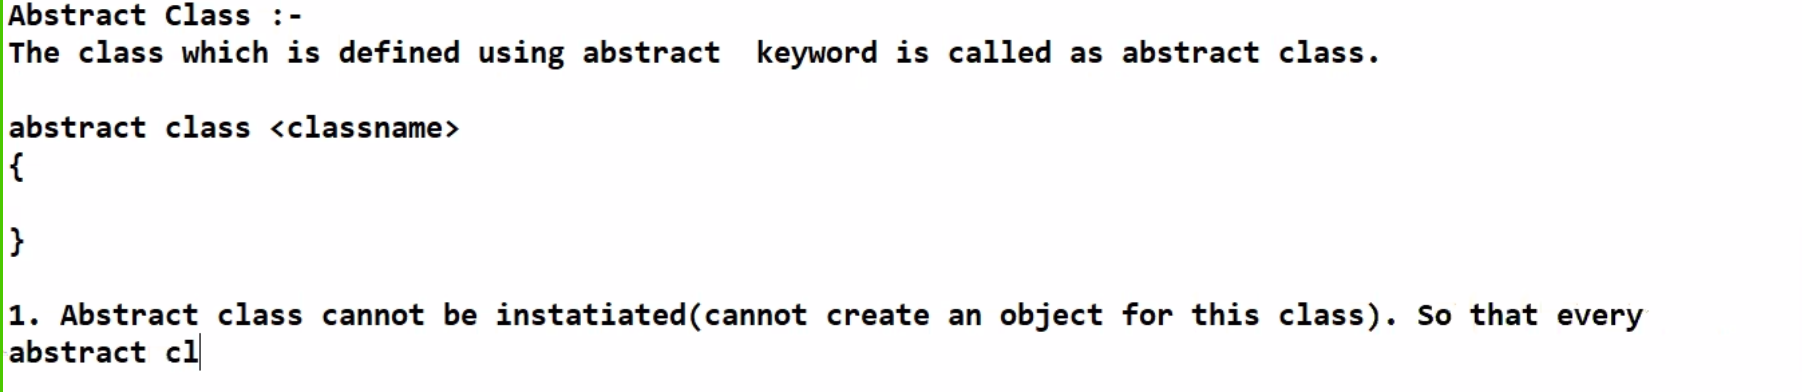 Abstract Class :-
The class which is defined using abstract  keyword is called as abstract class.
abstract class <classname>
{
}
1. Abstract class cannot be instatiated(cannot create an object for this class). So that every
abstract cl